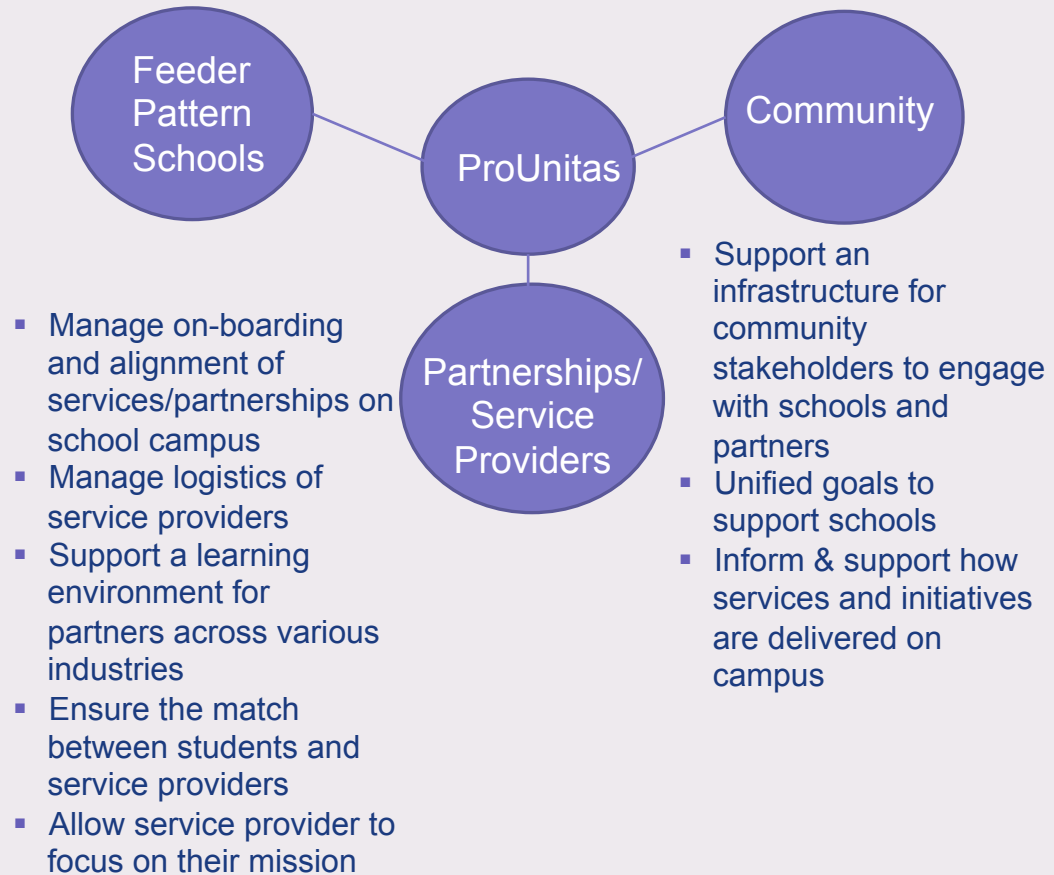 Feeder
Pattern
Schools
ProUnitas
Community
Partnerships/
Service
Providers
▪ Manage on-boarding
and alignment of
services/partnerships on
school campus
▪ Manage logistics of
service providers
▪ Support a learning
environment for
partners across various
industries
▪ Ensure the match
between students and
service providers
▪ Allow service provider to
focus on their mission
▪ Support an
infrastructure for
community
stakeholders to engage
with schools and
partners
▪ Unified goals to
support schools
▪ Inform & support how
services and initiatives
are delivered on
campus